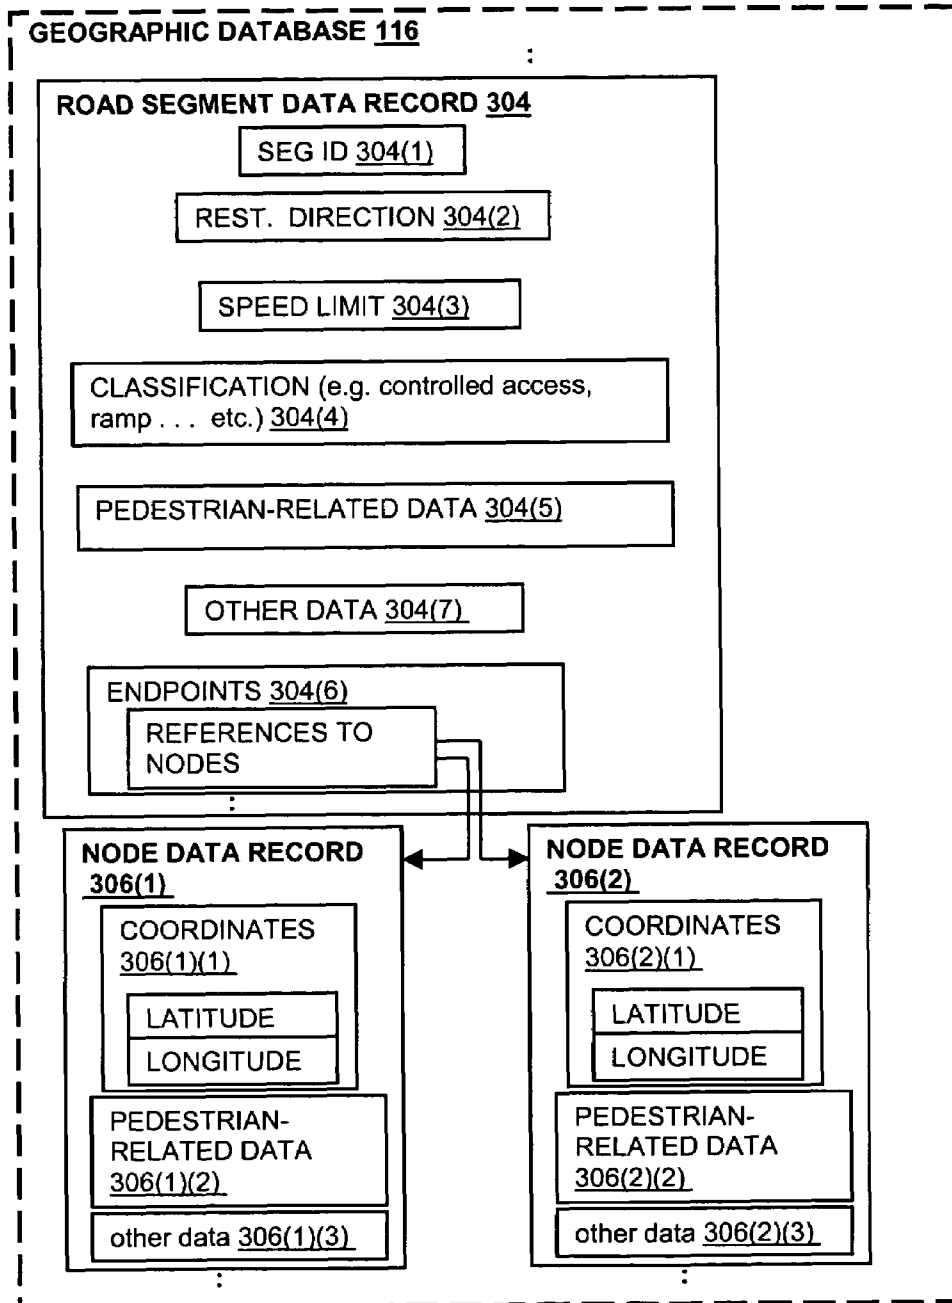 GEOGRAPHIC DATABASE 116
ROAD SEGMENT DATA RECORD 304
SEG ID 304(1)
REST. DIRECTION 304(2)
SPEED LIMIT 304(3)
CLASSIFICATION (e.g. controlled access,
ramp . . . etc.) 304(4)
PEDESTRIAN-RELATED DATA 304(5)
OTHER DATA 304(7)
ENDPOINTS 304(6)
REFERENCES TO
NODES
NODE DATA RECORD
306(1)
COORDINATES
306(1)(1)
LATITUDE
LONGITUDE
PEDESTRIAN-
RELATED DATA
306(1)(2)
other data 306(1)(3)
NODE DATA RECORD
306(2)
COORDINATES
306(2)(1)
LATITUDE
LONGITUDE
PEDESTRIAN-
RELATED DATA
306(2)(2)
other data 306(2)(3)